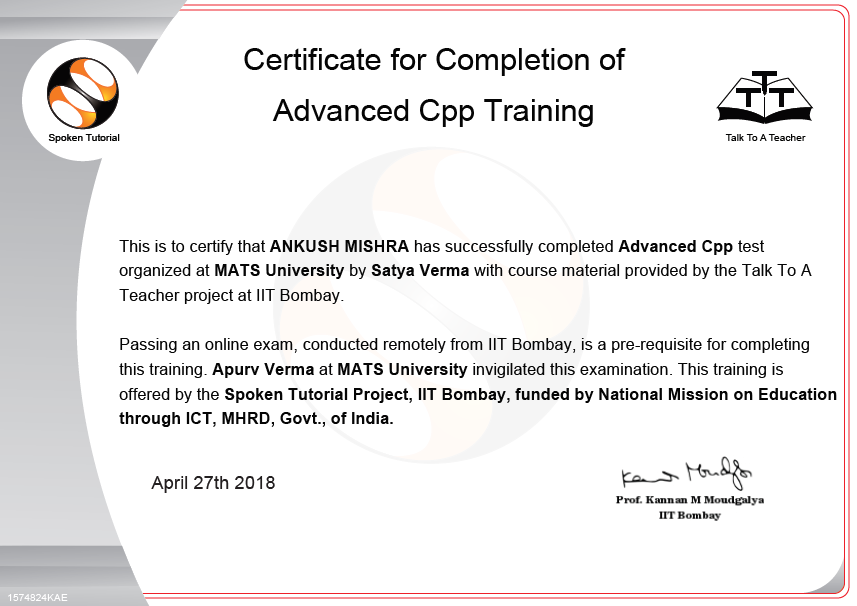 Certificate for Completion of
Advanced Cpp Training
Spoken Tutorial
TTT
Talk To A Teacher
This is to certify that ANKUSH MISHRA has successfully completed Advanced Cpp test
organized at MATS University by Satya Verma with course material provided by the Talk To A
Teacher project at IIT Bombay.
Passing an online exam, conducted remotely from IIT Bombay, is a pre-requisite for completing
this training. Apurv Verma at MATS University invigilated this examination. This training is
offered by the Spoken Tutorial Project, IIT Bombay, funded by National Mission on Education
through ICT, MHRD, Govt., of India.
April 27th 2018
Prof. Kannan M Moudgalya
IIT Bombay
1574824KAE